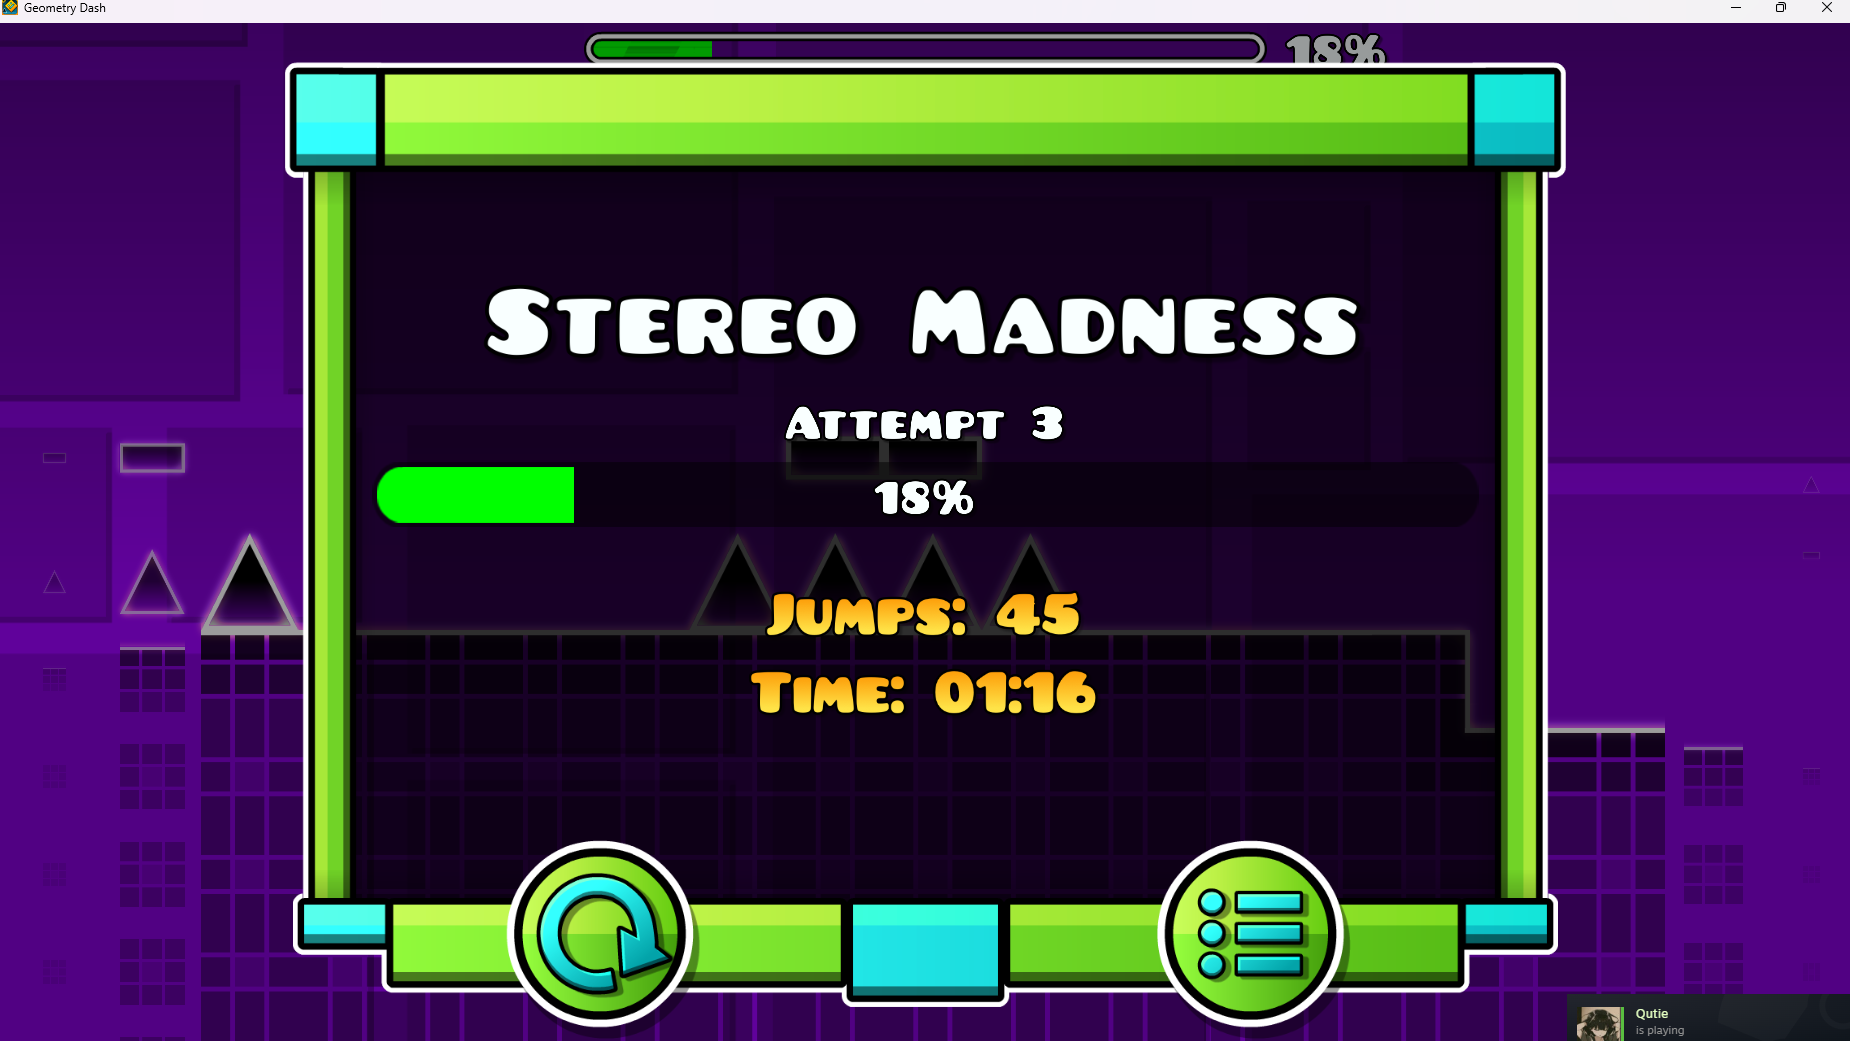 Geometry Dash
18%
Stereo Madness
Attempt 3
18%
Jumps: 45
Time: 01:16
Qutie
is playing